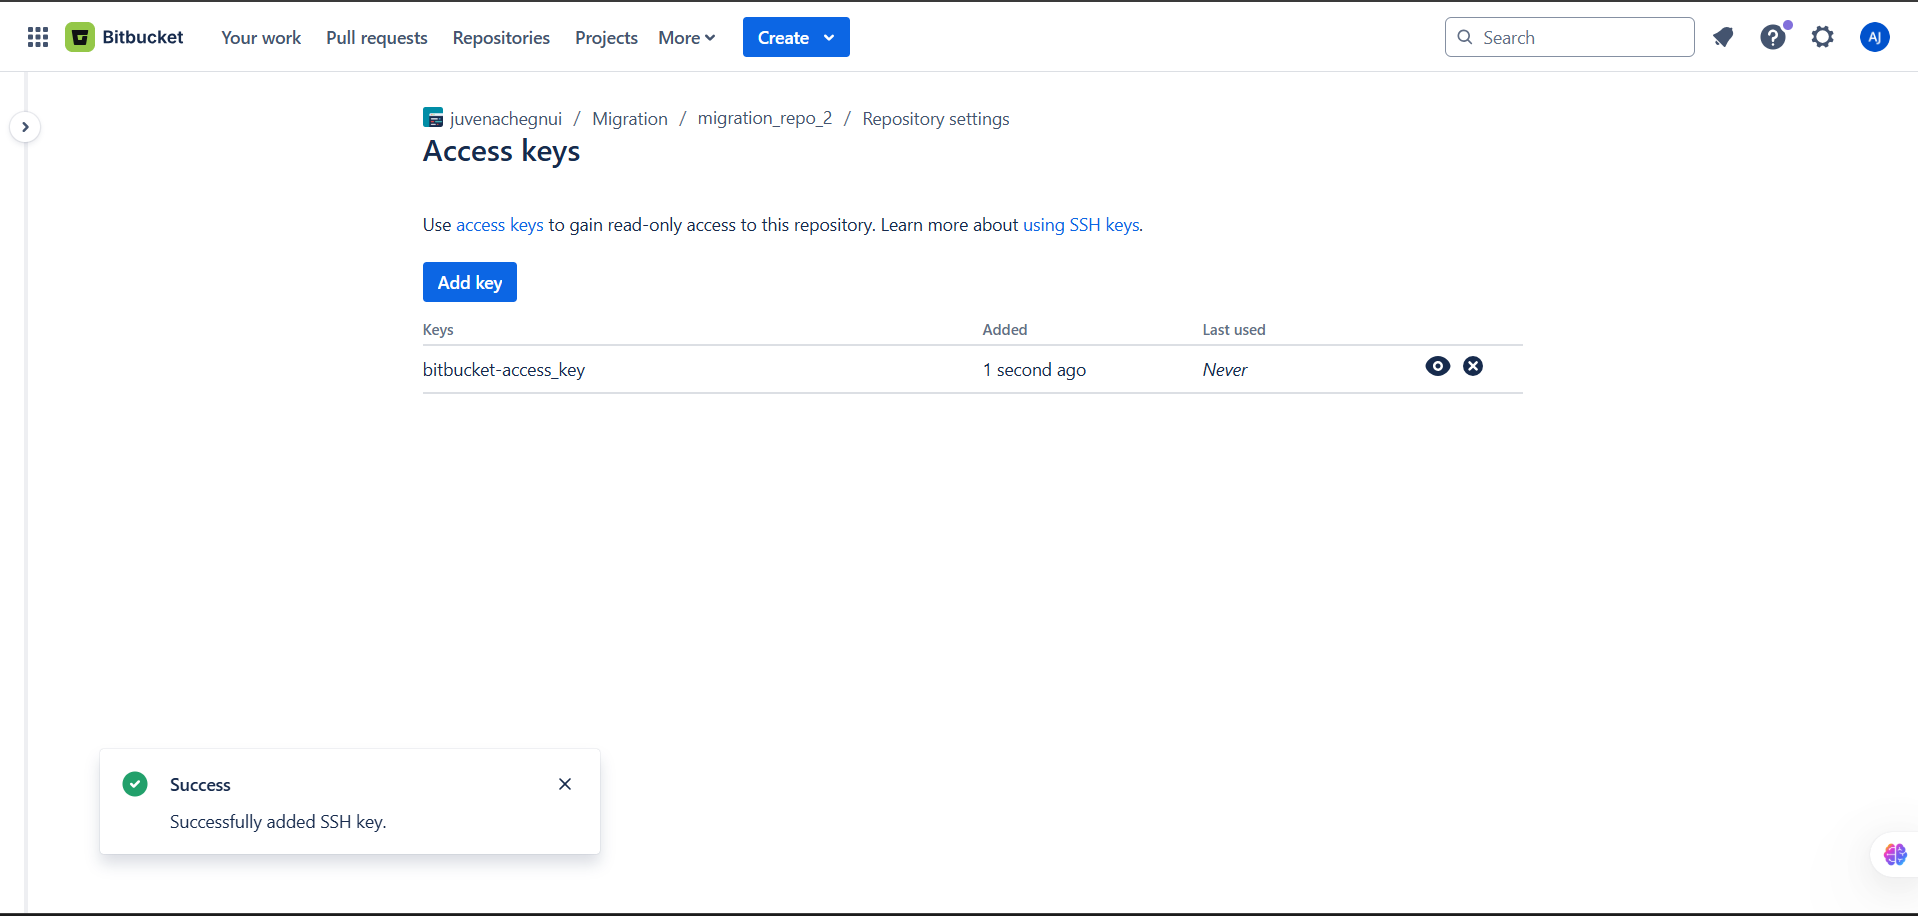 Bitbucket Your work Pull requests Repositories Projects More Create Search ? AJ
juvenachegnui / Migration / migration_repo_2 / Repository settings
Access keys
Use access keys to gain read-only access to this repository. Learn more about using SSH keys.
Add key
Keys Added Last used
bitbucket-access_key 1 second ago Never
Success
Successfully added SSH key.